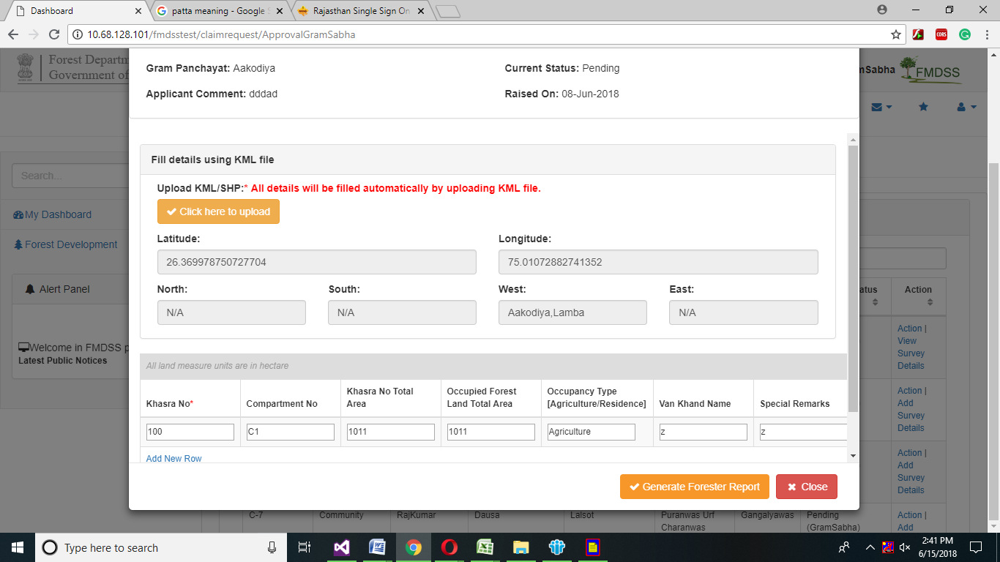 Dashboard
patta meaning - Google S
Rajasthan Single Sign On
10.68.128.101/fmdsstest/claimrequest/ApprovalGramSabha
Forest Departm
Government of
mSabha
FMDSS
Gram Panchayat: Aakodiya
Current Status: Pending
Applicant Comment: dddad
Raised On: 08-Jun-2018
Search...
My Dashboard
Forest Development
Alert Panel
Welcome in FMDSS p
Latest Public Notices
Fill details using KML file
Upload KML/SHP:* All details will be filled automatically by uploading KML file.
Click here to upload
Latitude:
Longitude:
26.369978750727704
75.01072882741352
North:
South:
West:
East:
N/A
N/A
Aakodiya,Lamba
N/A
All land measure units are in hectare
Khasra No*
Compartment No
Khasra No Total
Area
Occupied Forest
Land Total Area
Occupancy Type
[Agriculture/Residence]
Van Khand Name
Special Remarks
100
C1
1011
1011
Agriculture
z
z
Add New Row
Generate Forester Report
Close
atus
Action
Action |
View
Survey
Details
Action |
Add
Survey
Details
Action |
Add
Survey
Details
C-7
Community
RajKumar
Dausa
Lalsot
Puranwas Urf
Charanwas
Gangalyawas
Pending
(GramSabha)
Action |
Add
Type here to search
2:41 PM
6/15/2018